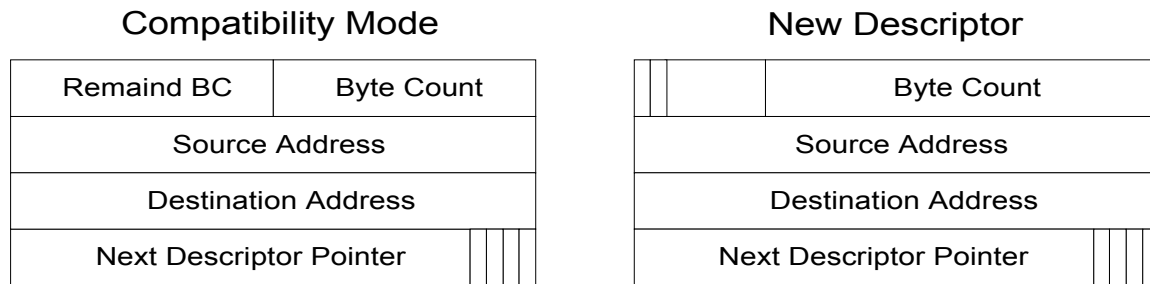 Compatibility Mode
New Descriptor
Remaind BC
Byte Count
Byte Count
Source Address
Source Address
Destination Address
Destination Address
Next Descriptor Pointer
Next Descriptor Pointer